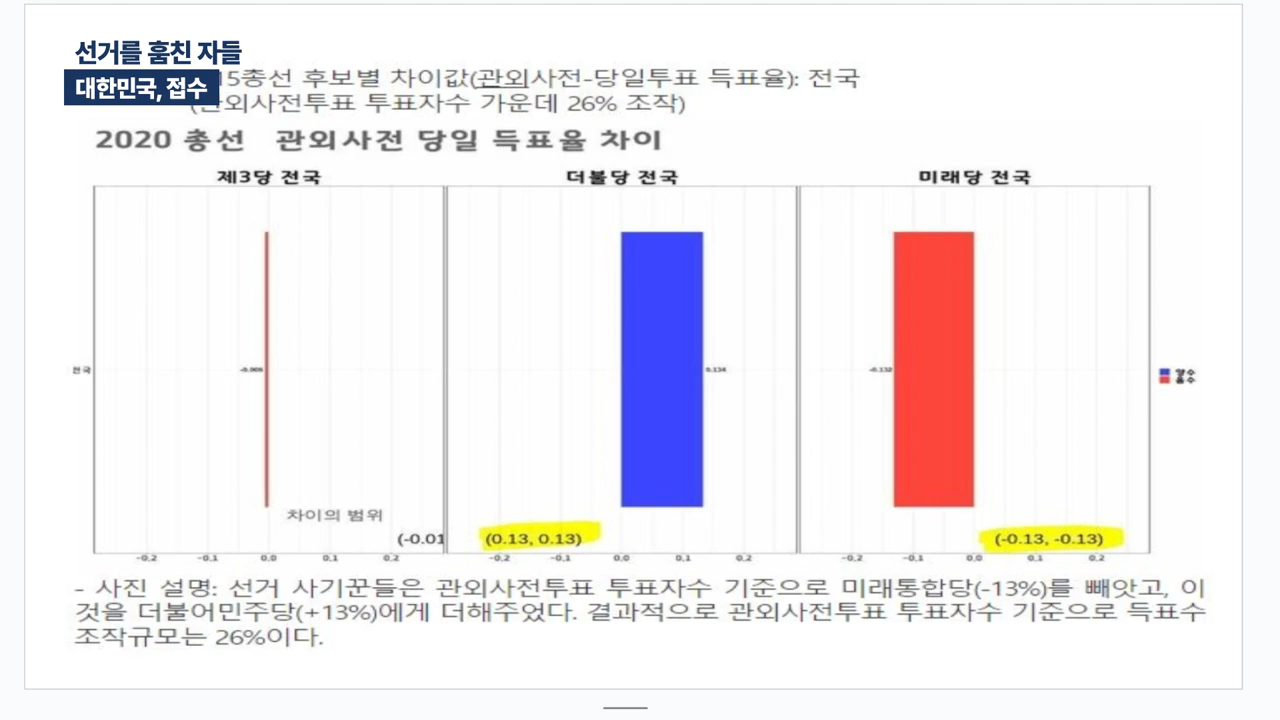 선거를 훔친 자들
대한민국, 접수
15총선 후보별 차이값(관외사전-당일투표 득표율): 전국
(관외사전투표 투표자수 가운데 26% 조작)
2020 총선 관외사전 당일 득표율 차이
제3당 전국 더불당 전국 미래당 전국
전국 0.134 -0.132 양수
음수
차이의 범위
(-0.01 (0.13, 0.13) (-0.13, -0.13)
-0.2 -0.1 0.0 0.1 0.2 -0.2 -0.1 0.0 0.1 0.2 -0.2 -0.1 0.0 0.1 0.2
- 사진 설명: 선거 사기꾼들은 관외사전투표 투표자수 기준으로 미래통합당(-13%)를 빼앗고, 이
것을 더불어민주당(+13%)에게 더해주었다. 결과적으로 관외사전투표 투표자수 기준으로 득표수
조작규모는 26%이다.